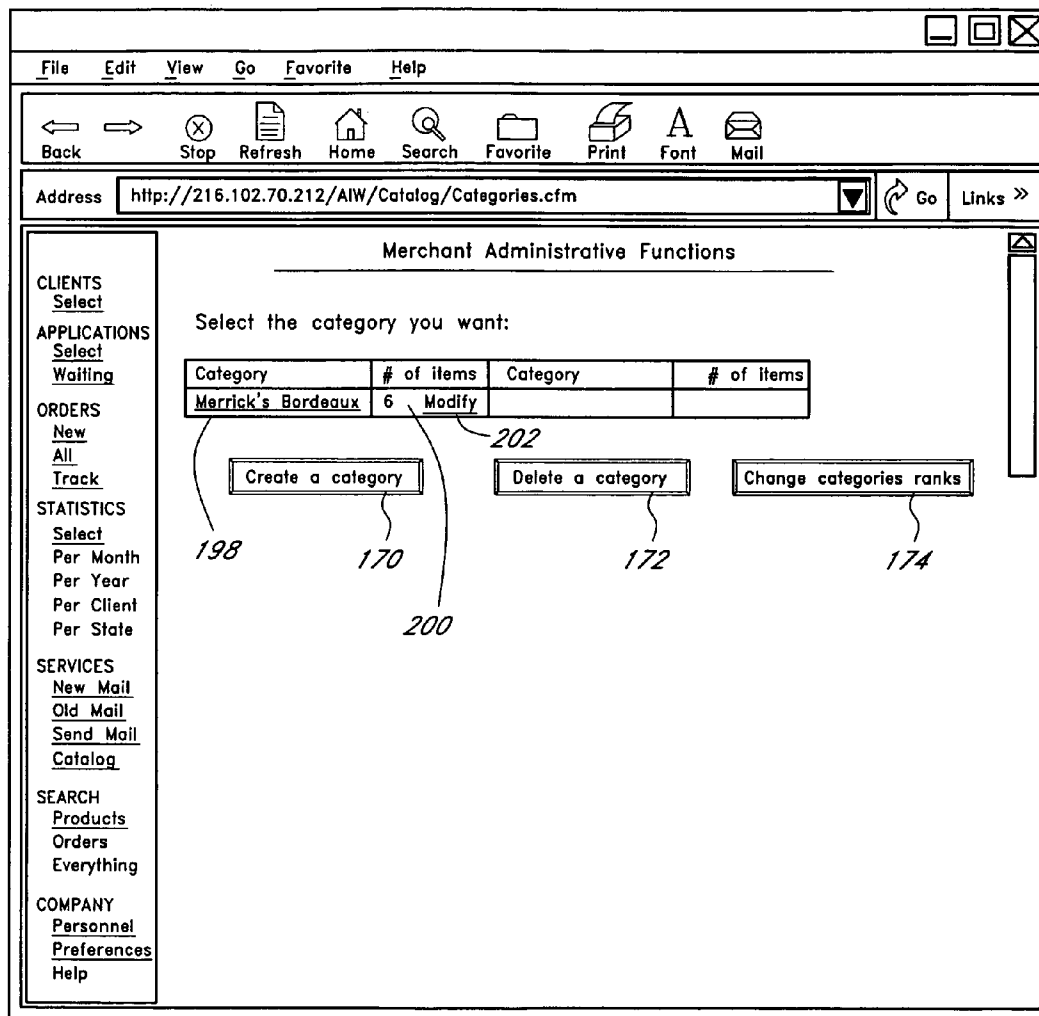 File Edit View Go Favorite Help
Back Stop Refresh Home Search Favorite Print Font Mail
Address http://216.102.70.212/AIW/Catalog/Categories.cfm Go Links »
Merchant Administrative Functions
CLIENTS
Select
APPLICATIONS
Select
Waiting
ORDERS
New
All
Track
STATISTICS
Select
Per Month
Per Year
Per Client
Per State
SERVICES
New Mail
Old Mail
Send Mail
Catalog
SEARCH
Products
Orders
Everything
COMPANY
Personnel
Preferences
Help
Select the category you want:
Category # of items Category # of items
Merrick's Bordeaux 6 Modify
202
Create a category Delete a category Change categories ranks
198 170 172 174
200